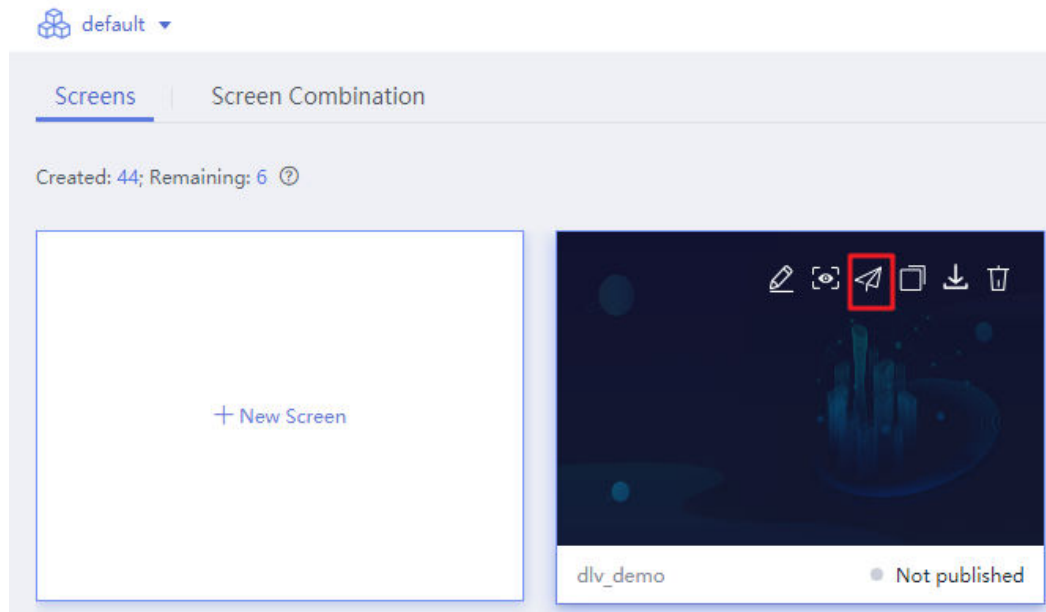 default
Screens Screen Combination
Created: 44; Remaining: 6 ?
+ New Screen
dlv_demo Not published